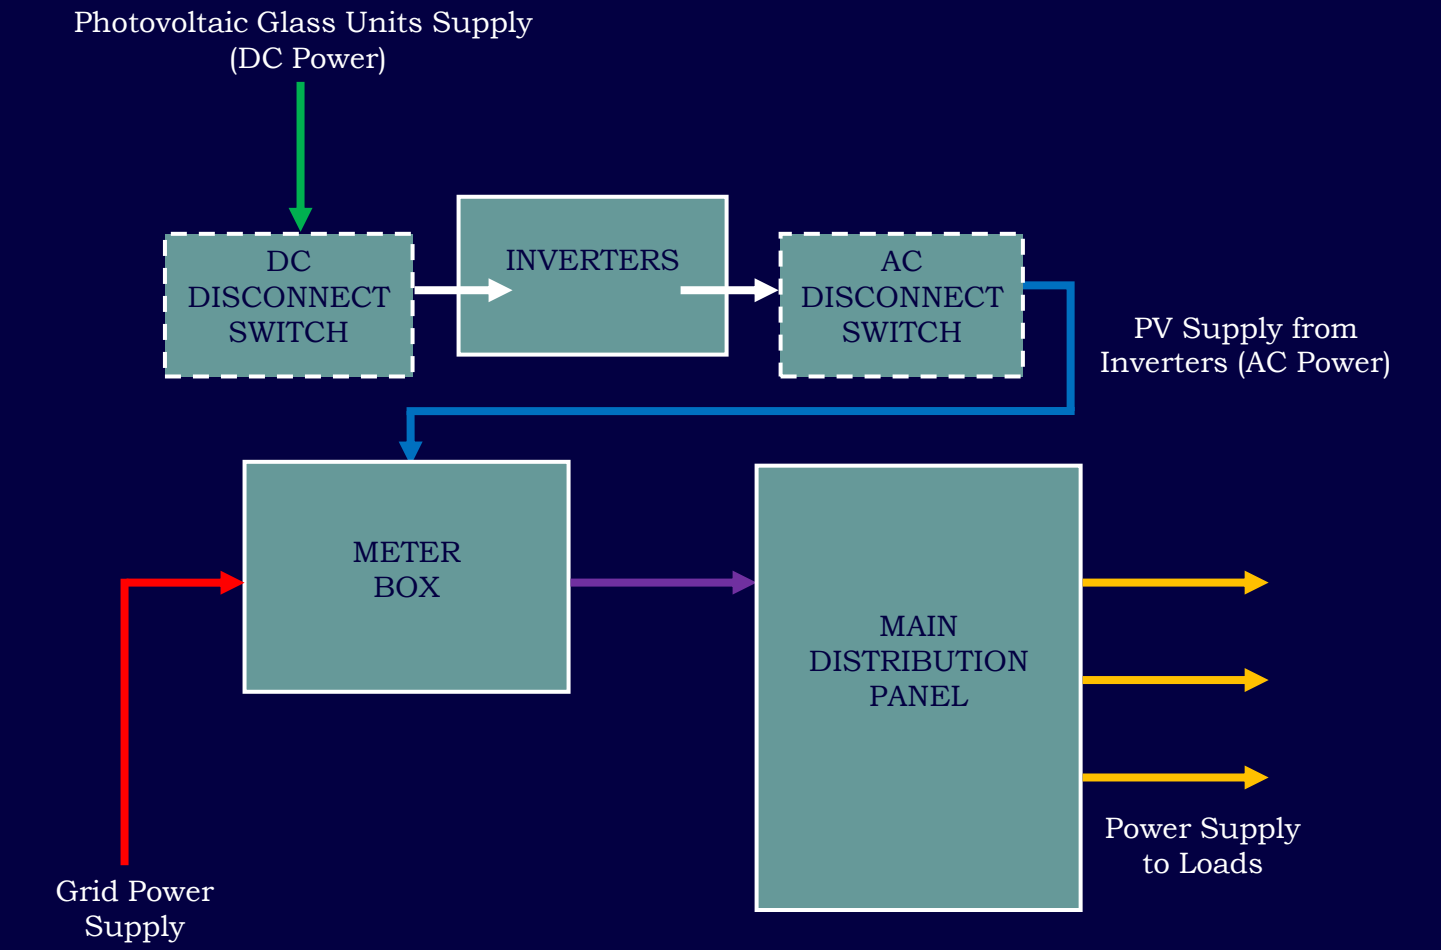 Photovoltaic Glass Units Supply
(DC Power)
DC
DISCONNECT
SWITCH
INVERTERS
AC
DISCONNECT
SWITCH
PV Supply from
Inverters (AC Power)
METER
BOX
MAIN
DISTRIBUTION
PANEL
Power Supply
to Loads
Grid Power
Supply